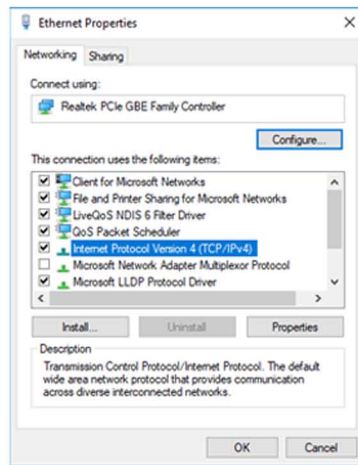 Ethernet Properties
Networking
Sharing
Connect using:
Realtek PCIe GBE Family Controller
Configure...
This connection uses the following items:
Client for Microsoft Networks
File and Printer Sharing for Microsoft Networks
LiveQoS NDIS 6 Filter Driver
QoS Packet Scheduler
Internet Protocol Version 4 (TCP/IPv4)
Microsoft Network Adapter Multiplexor Protocol
Microsoft LLDP Protocol Driver
Install...
Uninstall
Properties
Description
Transmission Control Protocol/Internet Protocol. The default
wide area network protocol that provides communication
across diverse interconnected networks.
OK
Cancel